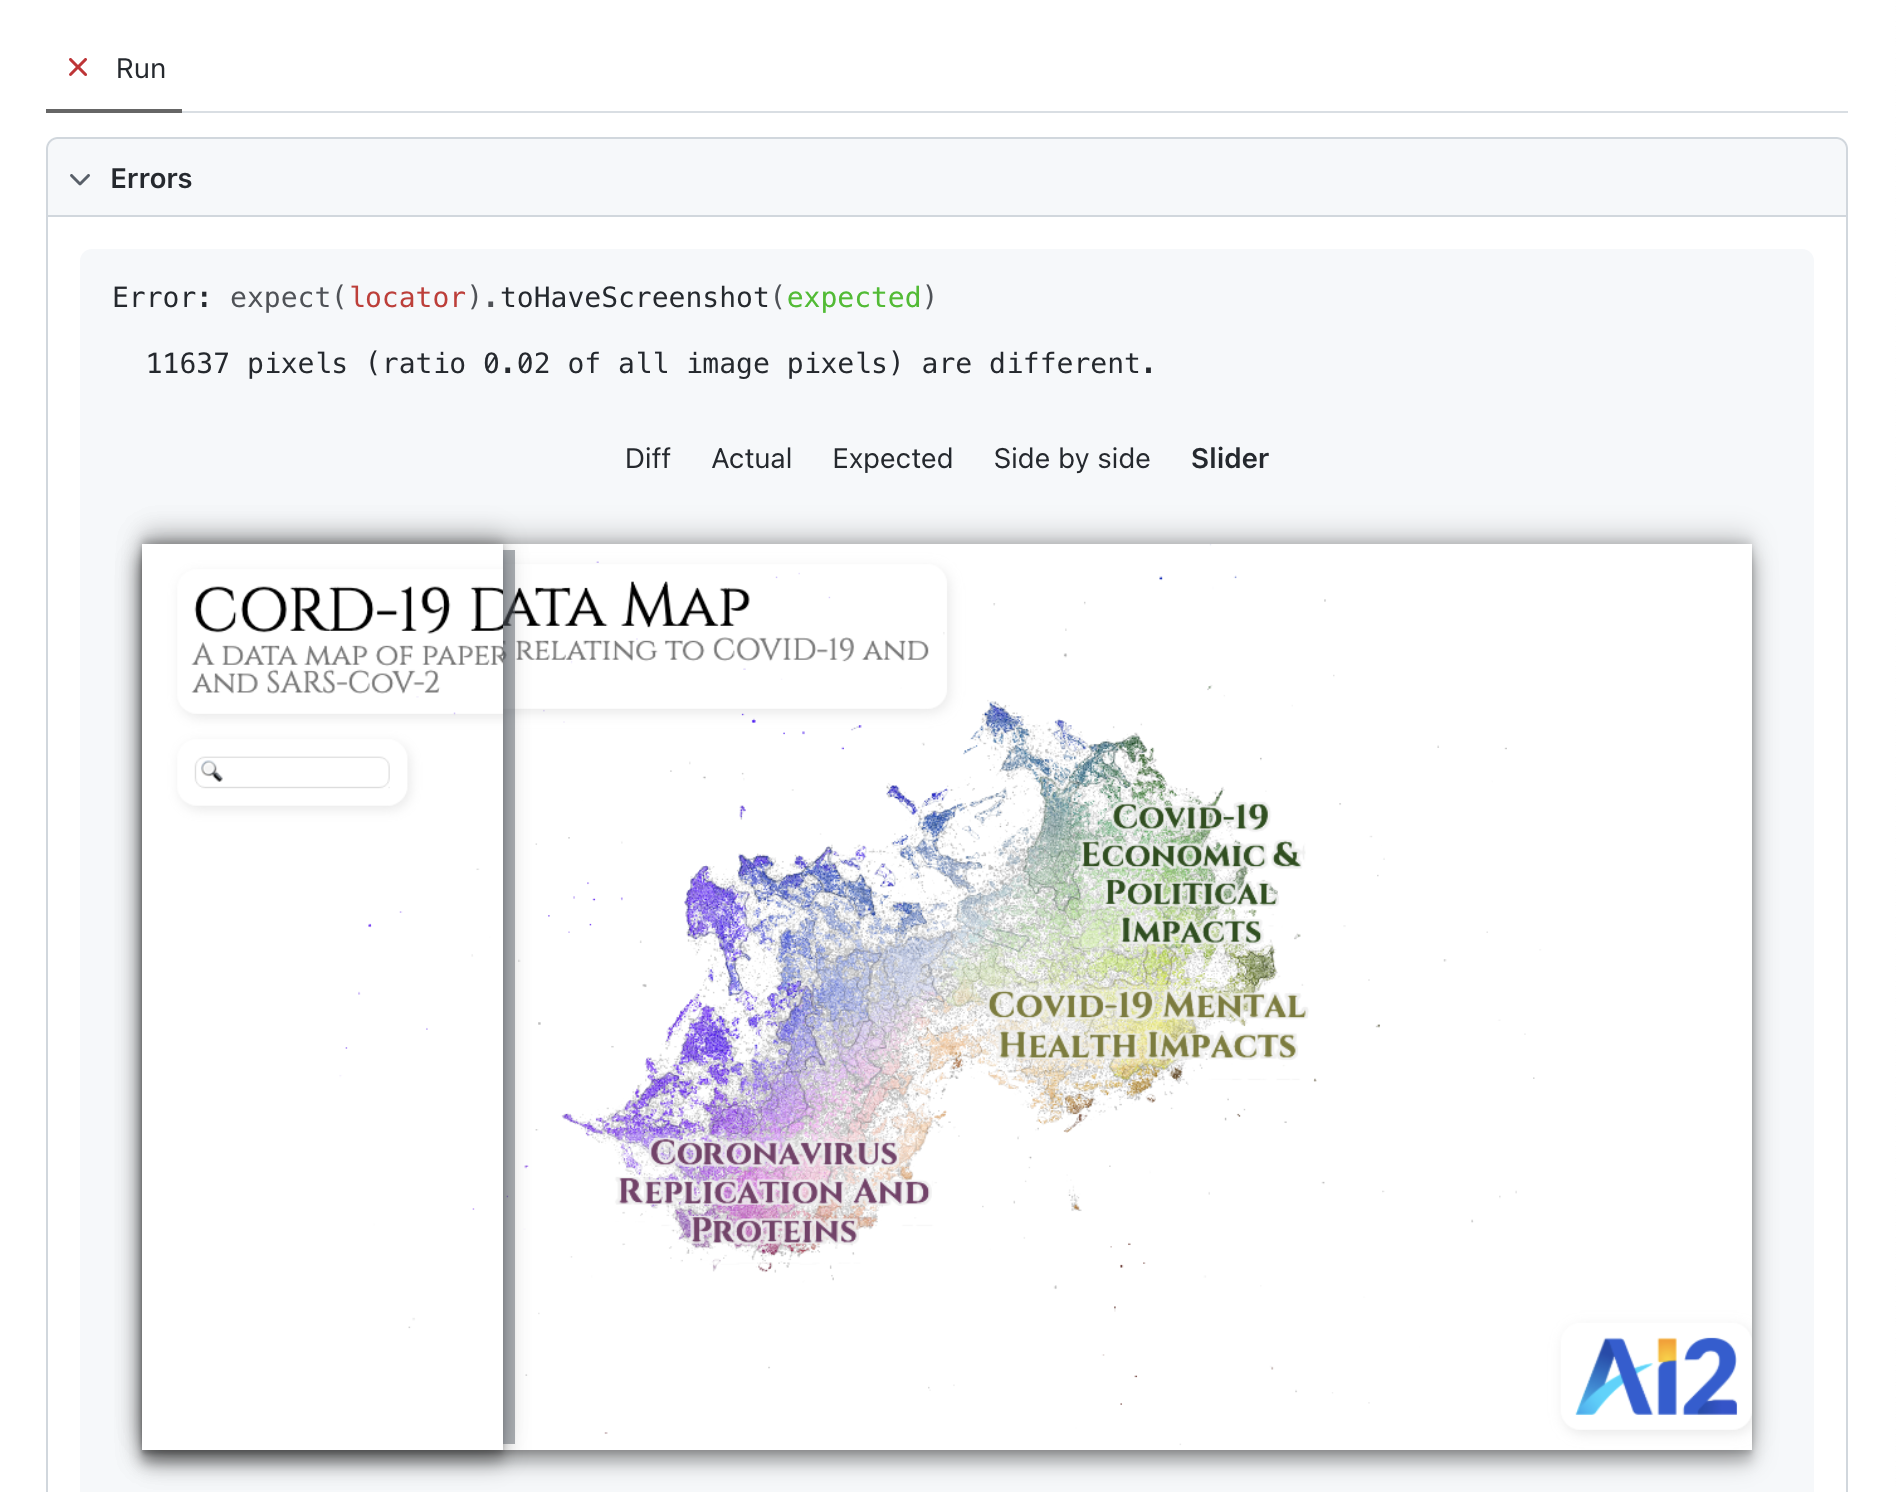 Run
Errors
Error: expect(locator).toHaveScreenshot(expected)
11637 pixels (ratio 0.02 of all image pixels) are different.
Diff Actual Expected Side by side Slider
CORD-19 DATA MAP
A DATA MAP OF PAPER RELATING TO COVID-19 AND
AND SARS-COV-2
COVID-19
ECONOMIC &
POLITICAL
IMPACTS
COVID-19 MENTAL
HEALTH IMPACTS
CORONAVIRUS
REPLICATION AND
PROTEINS
Ai2